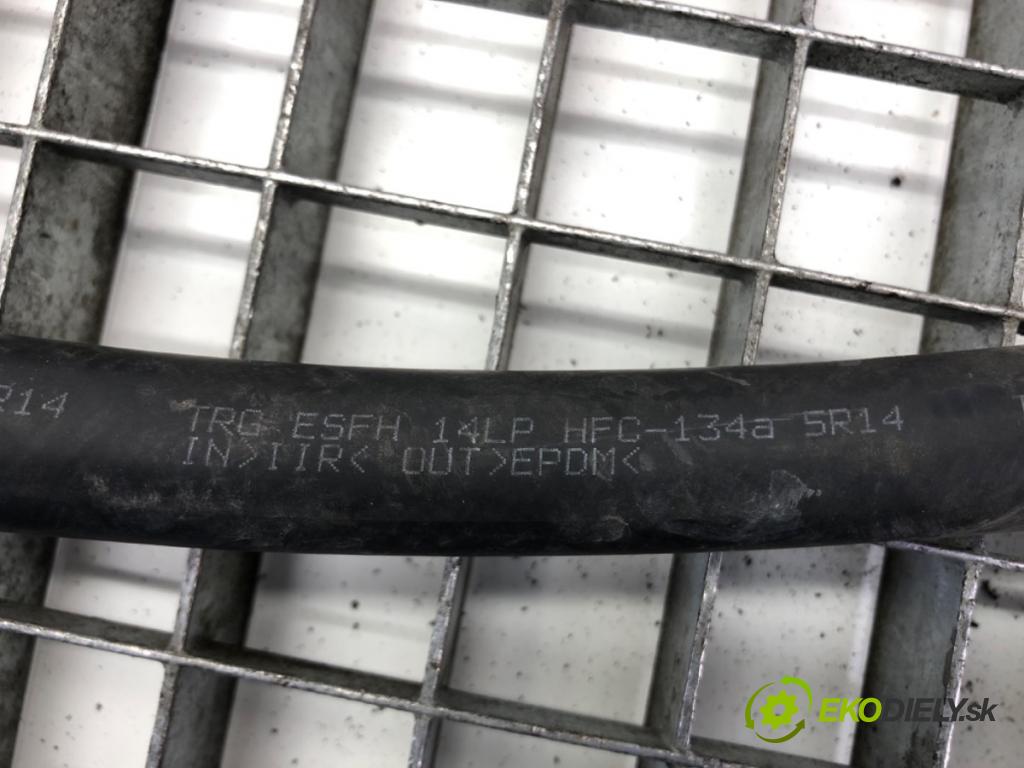 R14 TRG ESFH 14LP HFC-134a 5R14 T
IN>IIR< OUT>EPDM<
EKODIELY.sk